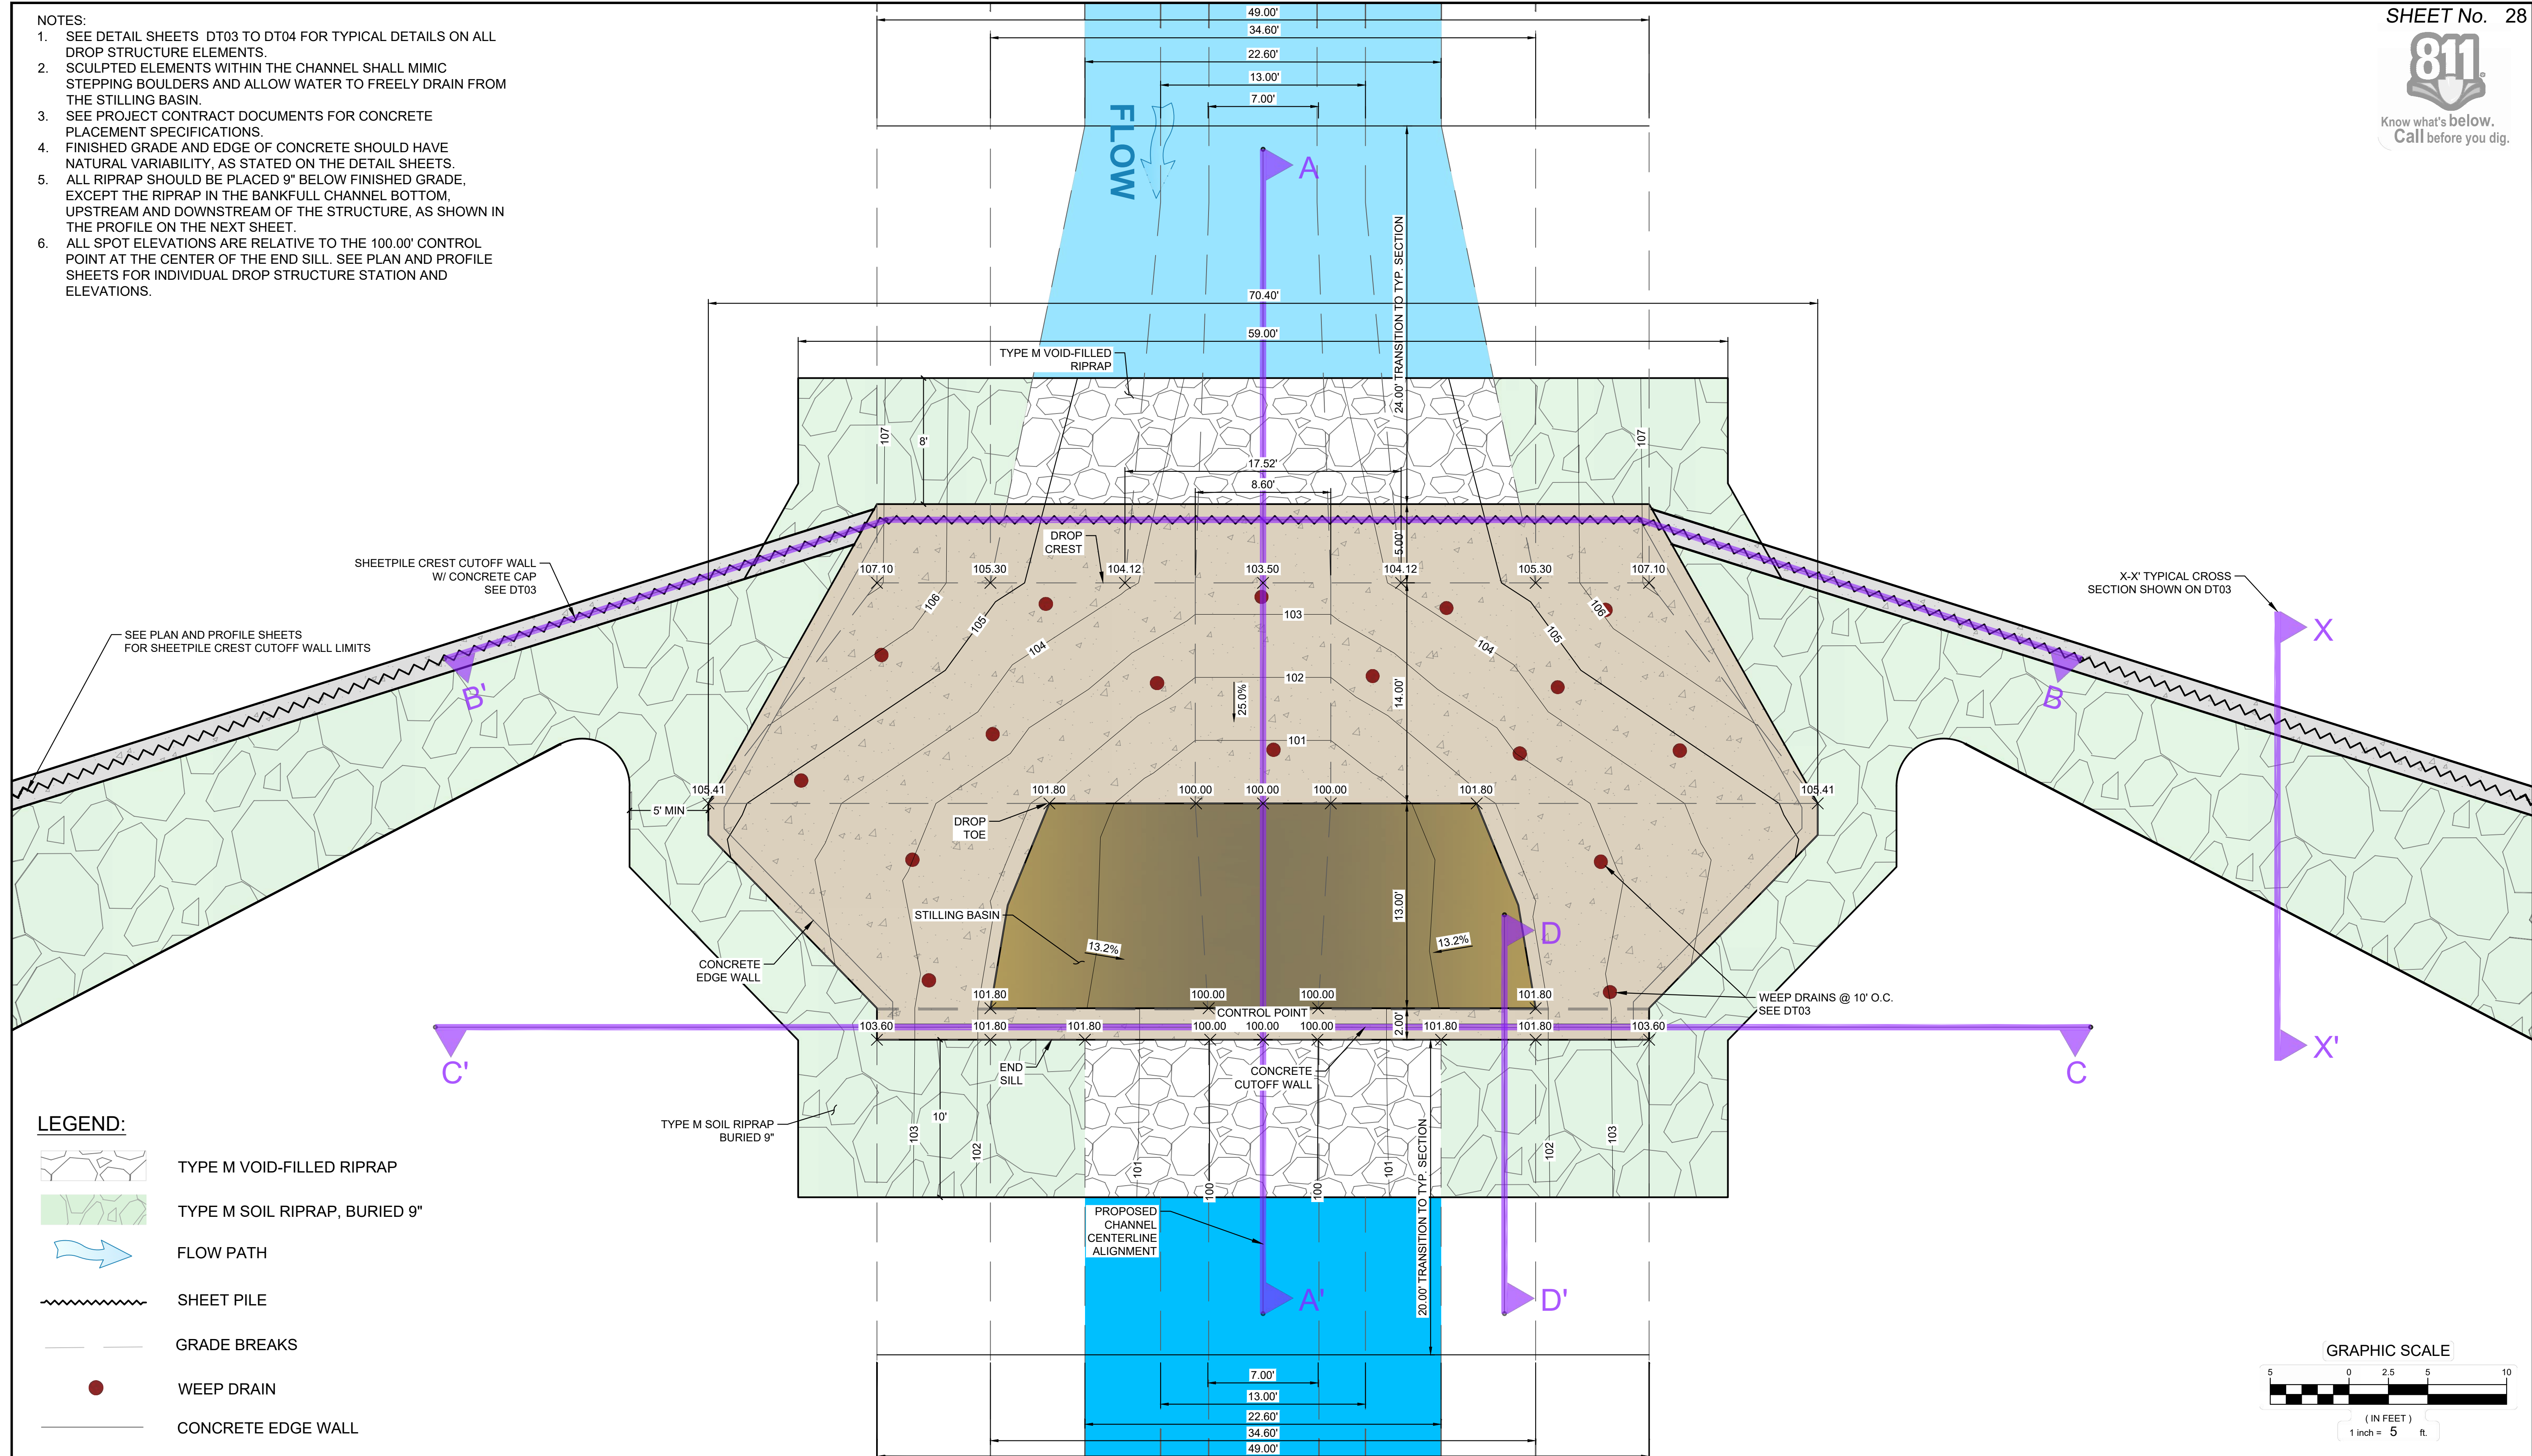 NOTES:
1. SEE DETAIL SHEETS DT03 TO DT04 FOR TYPICAL DETAILS ON ALL
DROP STRUCTURE ELEMENTS.
2. SCULPTED ELEMENTS WITHIN THE CHANNEL SHALL MIMIC
STEPPING BOULDERS AND ALLOW WATER TO FREELY DRAIN FROM
THE STILLING BASIN.
3. SEE PROJECT CONTRACT DOCUMENTS FOR CONCRETE
PLACEMENT SPECIFICATIONS.
4. FINISHED GRADE AND EDGE OF CONCRETE SHOULD HAVE
NATURAL VARIABILITY, AS STATED ON THE DETAIL SHEETS.
5. ALL RIPRAP SHOULD BE PLACED 9" BELOW FINISHED GRADE,
EXCEPT THE RIPRAP IN THE BANKFULL CHANNEL BOTTOM,
UPSTREAM AND DOWNSTREAM OF THE STRUCTURE, AS SHOWN IN
THE PROFILE ON THE NEXT SHEET.
6. ALL SPOT ELEVATIONS ARE RELATIVE TO THE 100.00' CONTROL
POINT AT THE CENTER OF THE END SILL. SEE PLAN AND PROFILE
SHEETS FOR INDIVIDUAL DROP STRUCTURE STATION AND
ELEVATIONS.
SHEET No. 28
811
Know what's below.
Call before you dig.
49.00'
34.60'
22.60'
13.00'
7.00'
FLOW
A
24.00' TRANSITION TO TYP. SECTION
70.40'
59.00'
TYPE M VOID-FILLED
RIPRAP
107
8'
107
17.52'
8.60'
5.00'
DROP
CREST
SHEETPILE CREST CUTOFF WALL
W/ CONCRETE CAP
SEE DT03
107.10
105.30
104.12
103.50
104.12
105.30
107.10
X-X' TYPICAL CROSS
SECTION SHOWN ON DT03
SEE PLAN AND PROFILE SHEETS
FOR SHEETPILE CREST CUTOFF WALL LIMITS
106
105
104
103
104
105
106
X
B'
102
25.0%
14.00'
B
101
105.41
101.80
100.00
100.00
100.00
101.80
105.41
5' MIN
DROP
TOE
STILLING BASIN
13.00'
13.2%
13.2%
D
CONCRETE
EDGE WALL
101.80
100.00
100.00
101.80
WEEP DRAINS @ 10' O.C.
SEE DT03
CONTROL POINT
2.00'
103.60
101.80
101.80
100.00
100.00
100.00
101.80
101.80
103.60
C'
C
X'
END
SILL
CONCRETE
CUTOFF WALL
TYPE M SOIL RIPRAP
BURIED 9"
10'
103
102
101
100
100
101
102
103
20.00' TRANSITION TO TYP. SECTION
PROPOSED
CHANNEL
CENTERLINE
ALIGNMENT
A'
D'
7.00'
13.00'
22.60'
34.60'
49.00'
LEGEND:
TYPE M VOID-FILLED RIPRAP
TYPE M SOIL RIPRAP, BURIED 9"
FLOW PATH
SHEET PILE
GRADE BREAKS
WEEP DRAIN
CONCRETE EDGE WALL
GRAPHIC SCALE
5 0 2.5 5 10
( IN FEET )
1 inch = 5 ft.